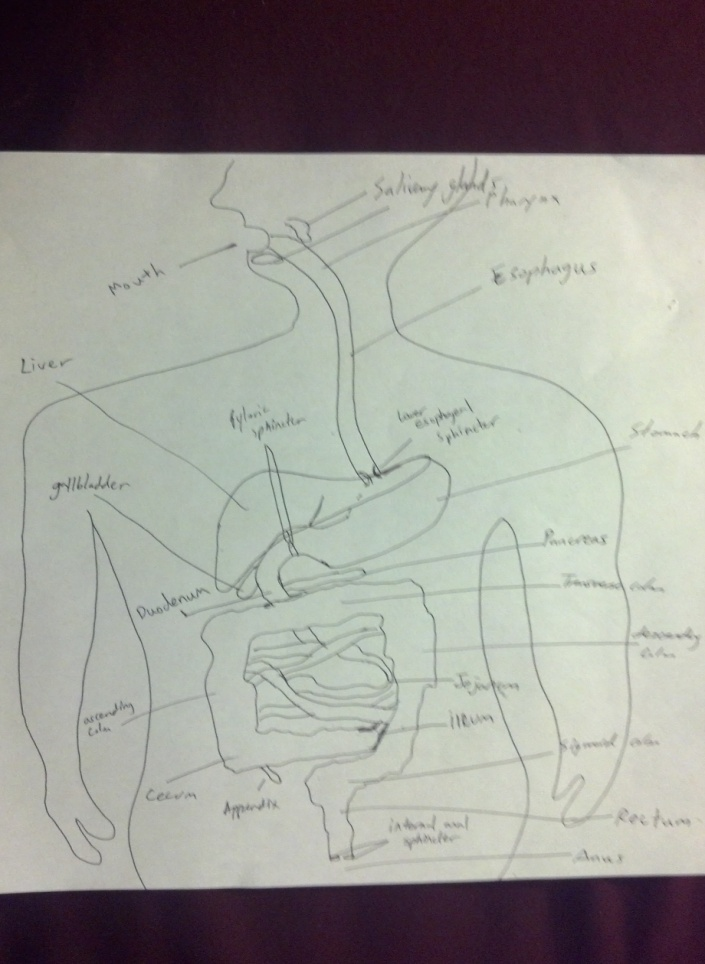 Salivary glands
Pharynx
Mouth
Esophagus
Liver
Pyloric
sphincter
Lower
esophageal
sphincter
Stomach
gallbladder
Pancreas
Duodenum
Transverse colon
descending
colon
Jejunum
ascending
colon
ileum
Sigmoid colon
Cecum
Appendix
Rectum
internal anal
sphincter
Anus